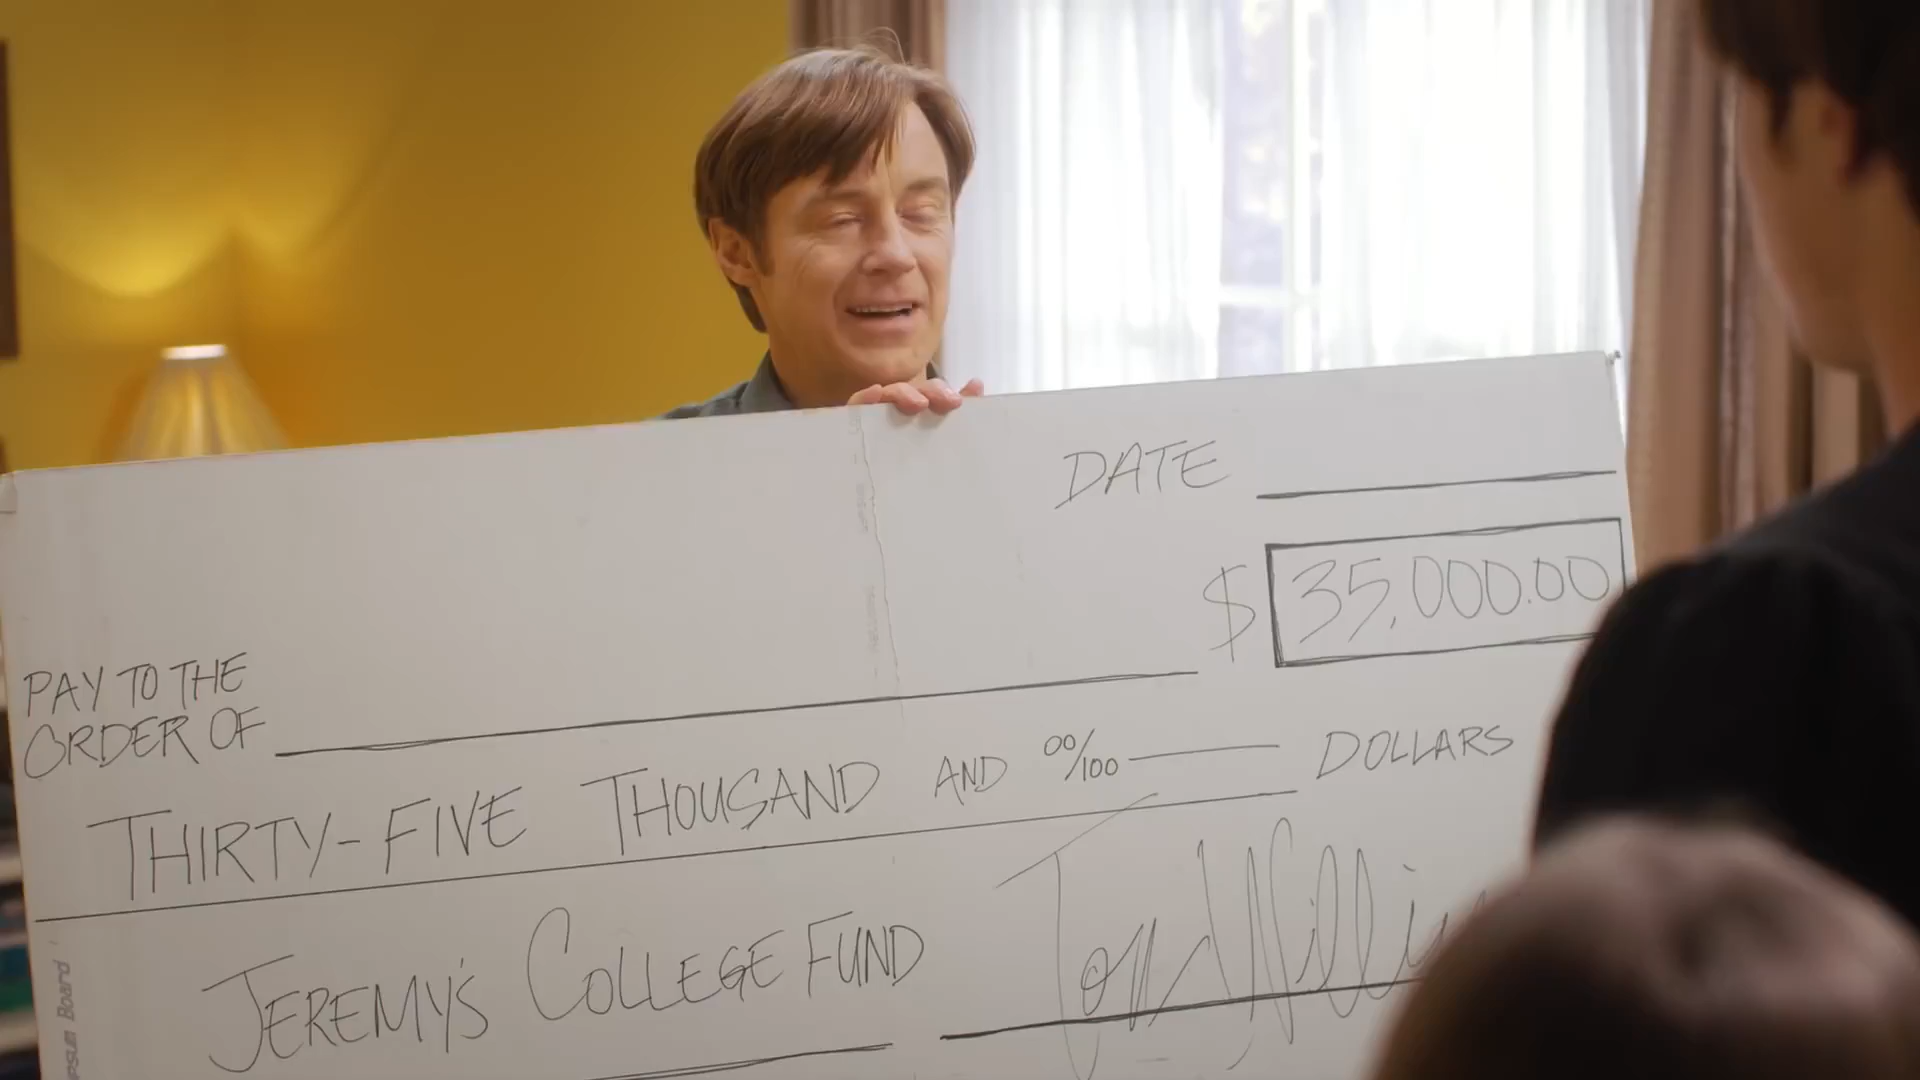 DATE
$ 35,000.00
PAY TO THE
ORDER OF
THIRTY-FIVE THOUSAND AND 00/100 DOLLARS
JEREMY'S COLLEGE FUND
Board